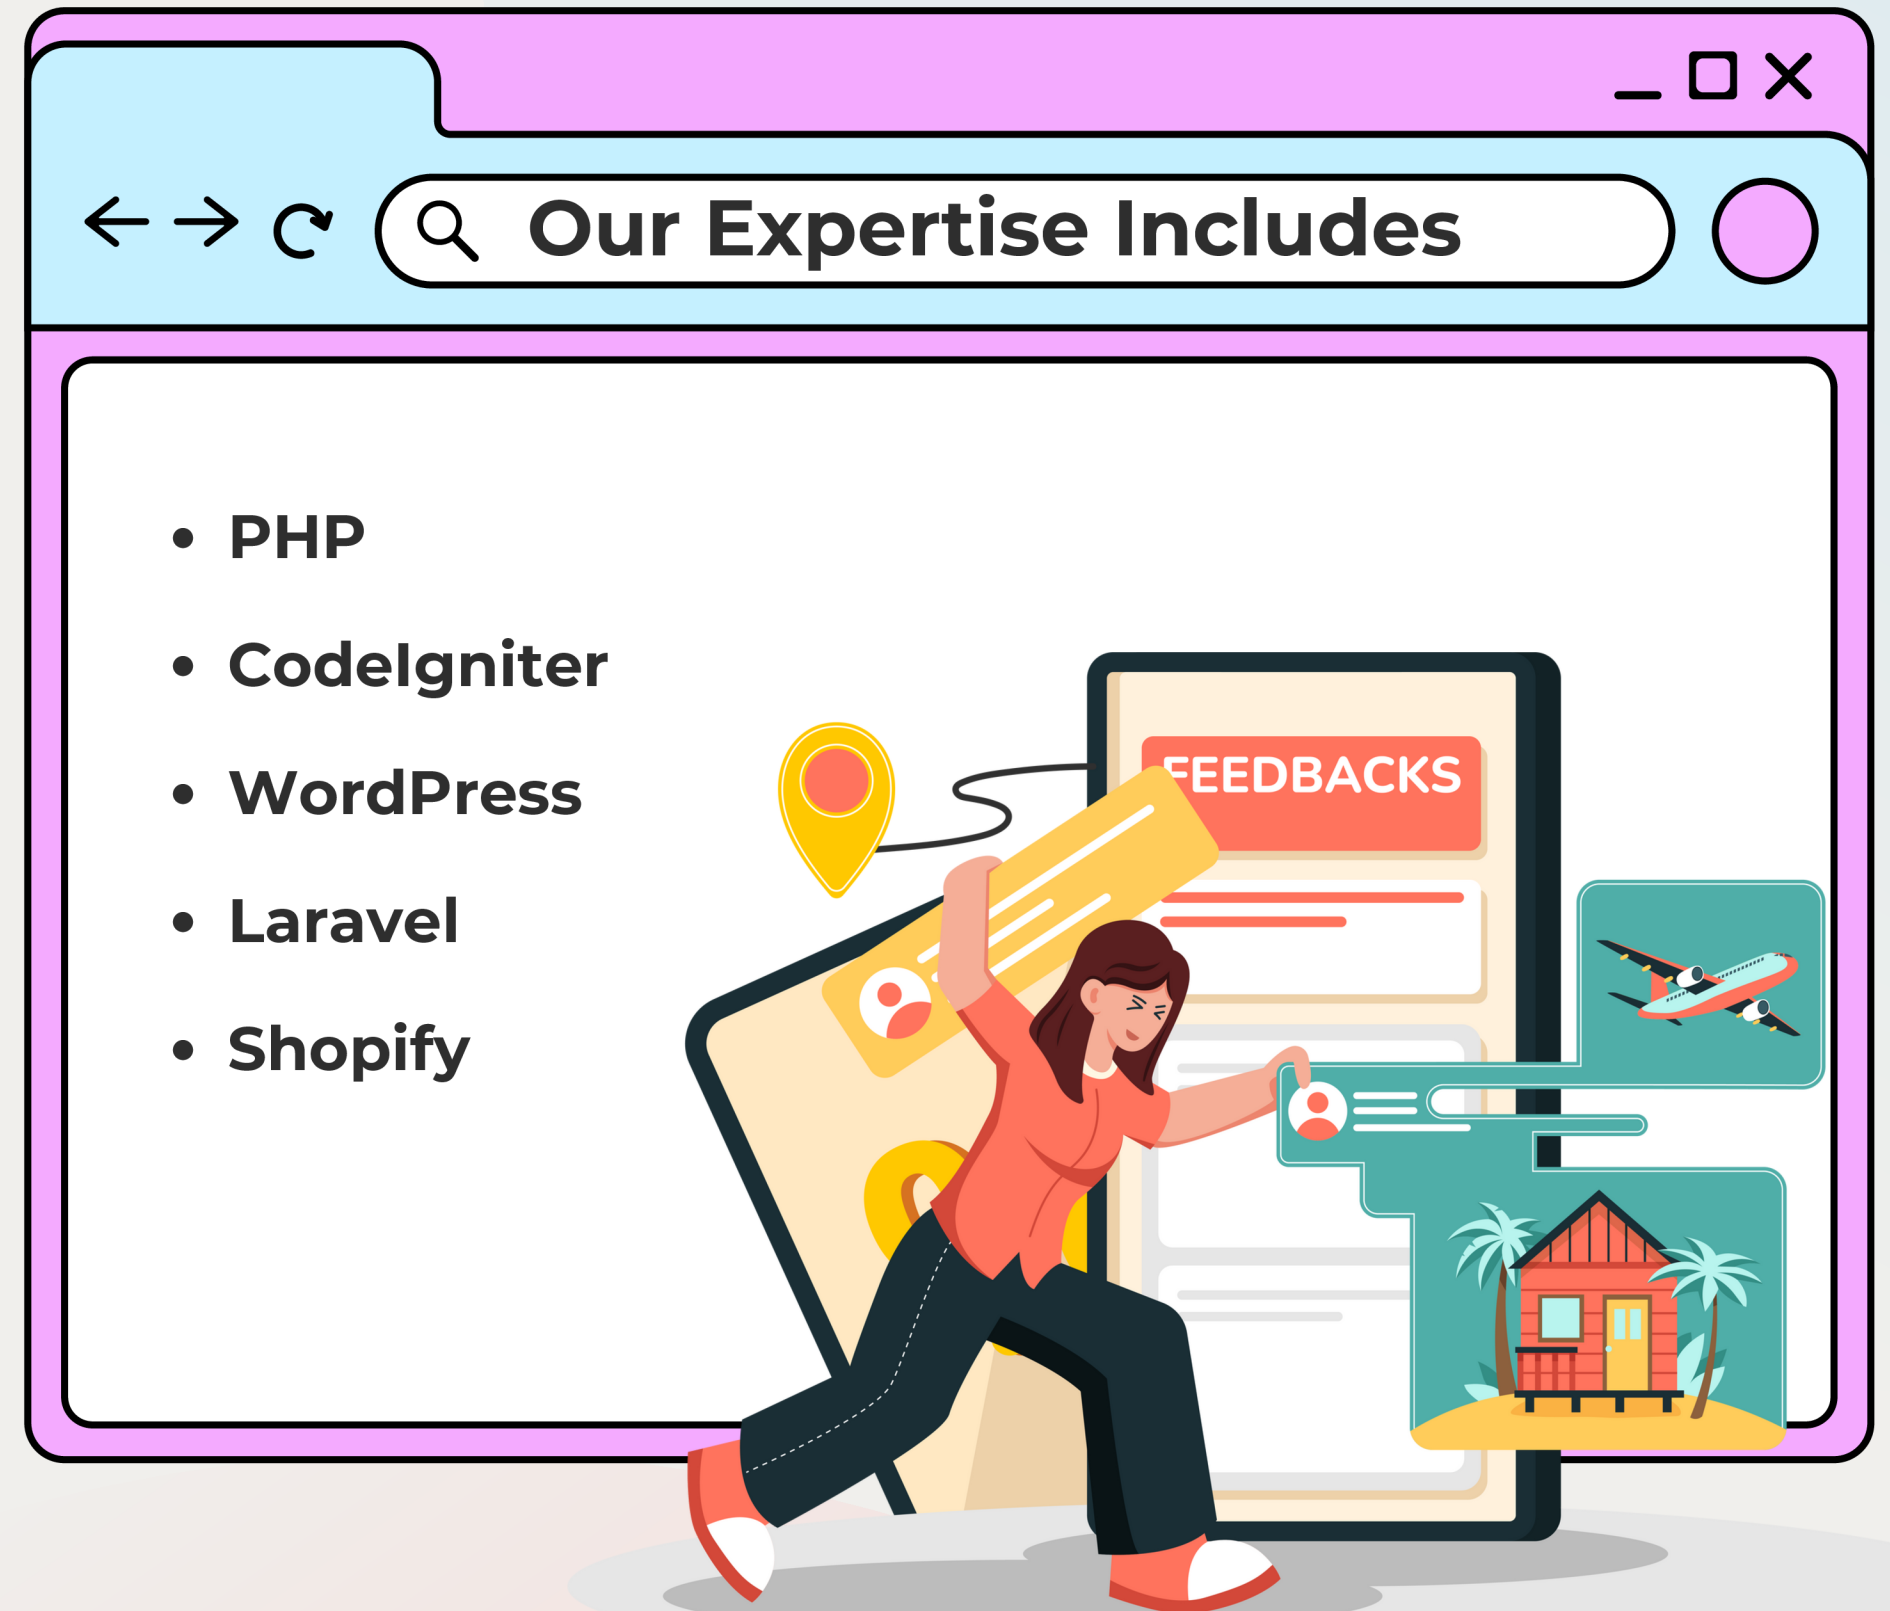 Our Expertise Includes
• PHP
• CodeIgniter
• WordPress
• Laravel
• Shopify
FEEDBACKS